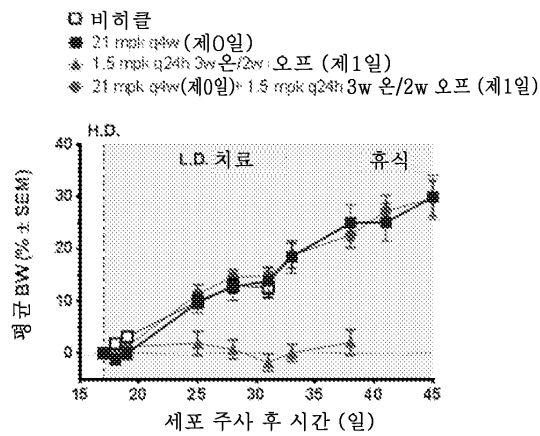 비히클
21 mpk q4w (제0일)
1.5 mpk q24h 3w 온/2w 오프 (제1일)
21 mpk q4w(제0일)+ 1.5 mpk q24h 3w 온/2w 오프 (제1일)
H.D.
L.D. 치료
휴식
40
30
20
10
0
평균 BW (% ± SEM)
15 20 25 30 35 40 45
세포 주사 후 시간 (일)